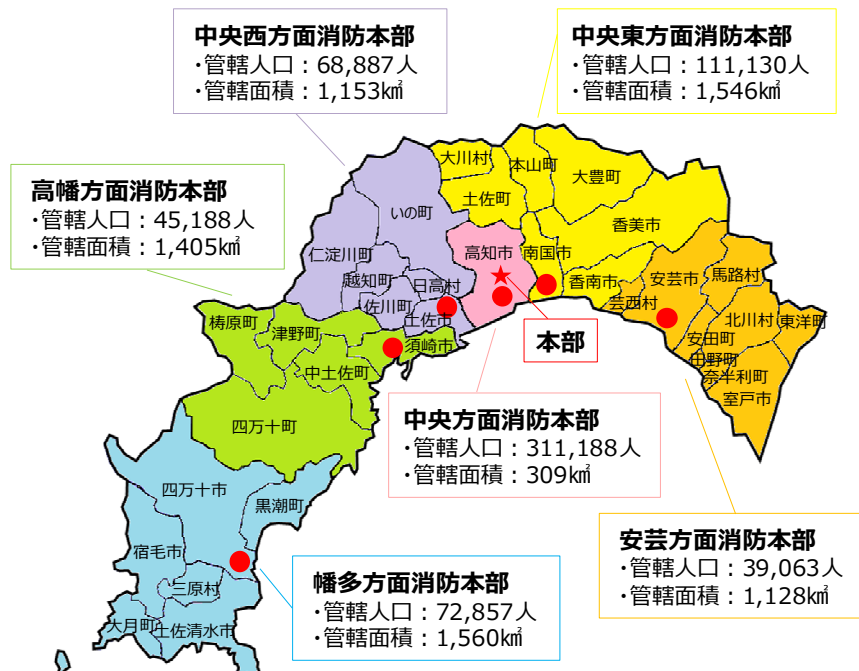 中央西方面消防本部
・管轄人口：68,887人
・管轄面積：1,153㎢
中央東方面消防本部
・管轄人口：111,130人
・管轄面積：1,546㎢
高幡方面消防本部
・管轄人口：45,188人
・管轄面積：1,405㎢
大川村
本山町
大豊町
土佐町
いの町
香美市
仁淀川町
高知市
南国市
越知町
日高村
香南市
安芸市
馬路村
佐川町
土佐市
芸西村
北川村
東洋町
梼原町
津野町
須崎市
安田町
本部
田野町
中土佐町
奈半利町
室戸市
四万十町
中央方面消防本部
・管轄人口：311,188人
・管轄面積：309㎢
四万十市
黒潮町
宿毛市
安芸方面消防本部
・管轄人口：39,063人
・管轄面積：1,128㎢
三原村
幡多方面消防本部
・管轄人口：72,857人
・管轄面積：1,560㎢
大月町
土佐清水市